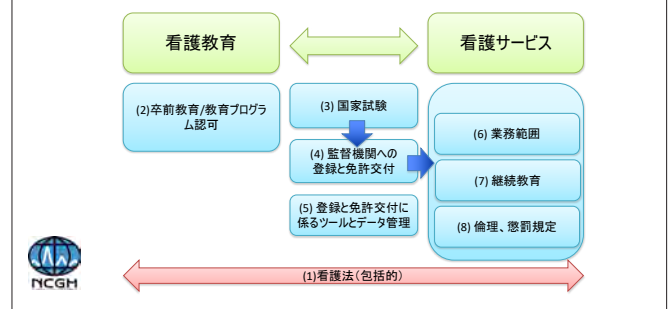 看護教育
看護サービス
(2)卒前教育/教育プログラ
ム認可
(3) 国家試験
(4) 監督機関への
登録と免許交付
(5) 登録と免許交付に
係るツールとデータ管理
(6) 業務範囲
(7) 継続教育
(8) 倫理、懲罰規定
(1)看護法（包括的）
NCGM